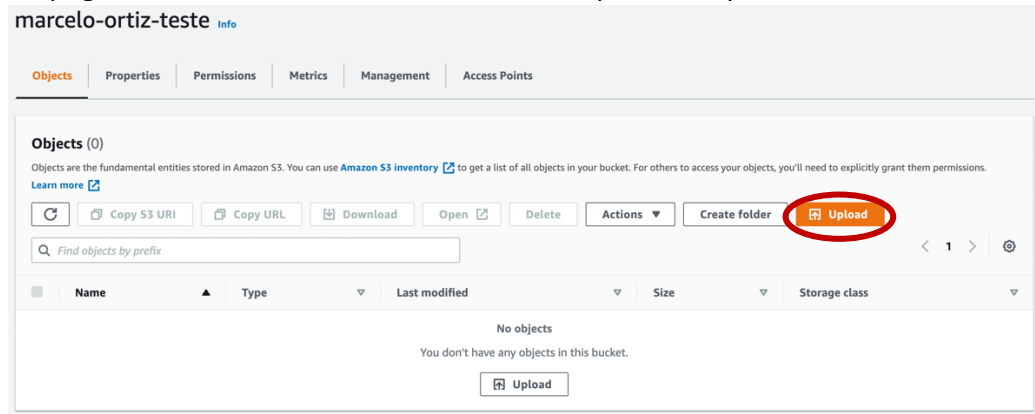 marcelo-ortiz-teste Info
Objects Properties Permissions Metrics Management Access Points
Objects (0)
Objects are the fundamental entities stored in Amazon S3. You can use Amazon S3 inventory to get a list of all objects in your bucket. For others to access your objects, you'll need to explicitly grant them permissions.
Learn more
Copy S3 URI Copy URL Download Open Delete Actions Create folder Upload
Find objects by prefix
1
Name Type Last modified Size Storage class
No objects
You don't have any objects in this bucket.
Upload